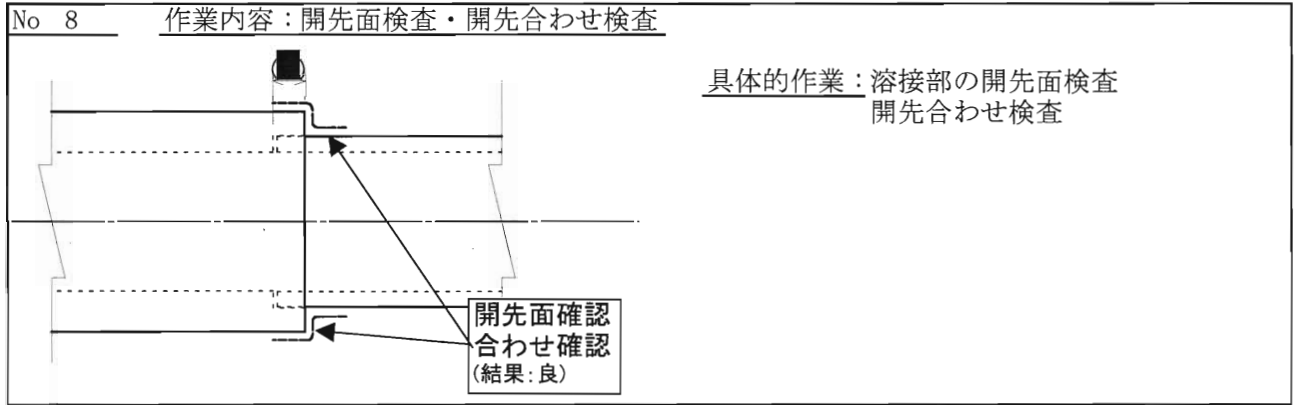 No 8 作業内容：開先面検査・開先合わせ検査
具体的作業：溶接部の開先面検査
開先合わせ検査
開先面確認
合わせ確認
(結果：良)